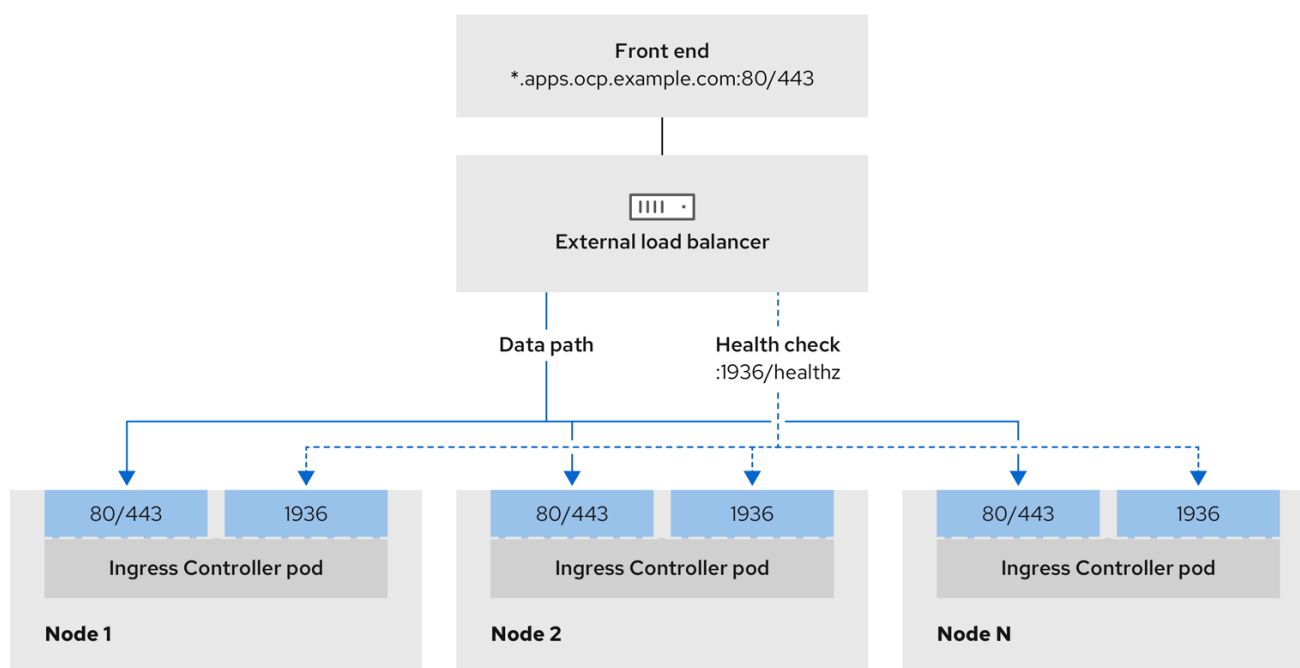 Front end
*.apps.ocp.example.com:80/443
External load balancer
Data path
Health check
:1936/healthz
80/443
1936
80/443
1936
80/443
1936
Ingress Controller pod
Ingress Controller pod
Ingress Controller pod
Node 1
Node 2
Node N